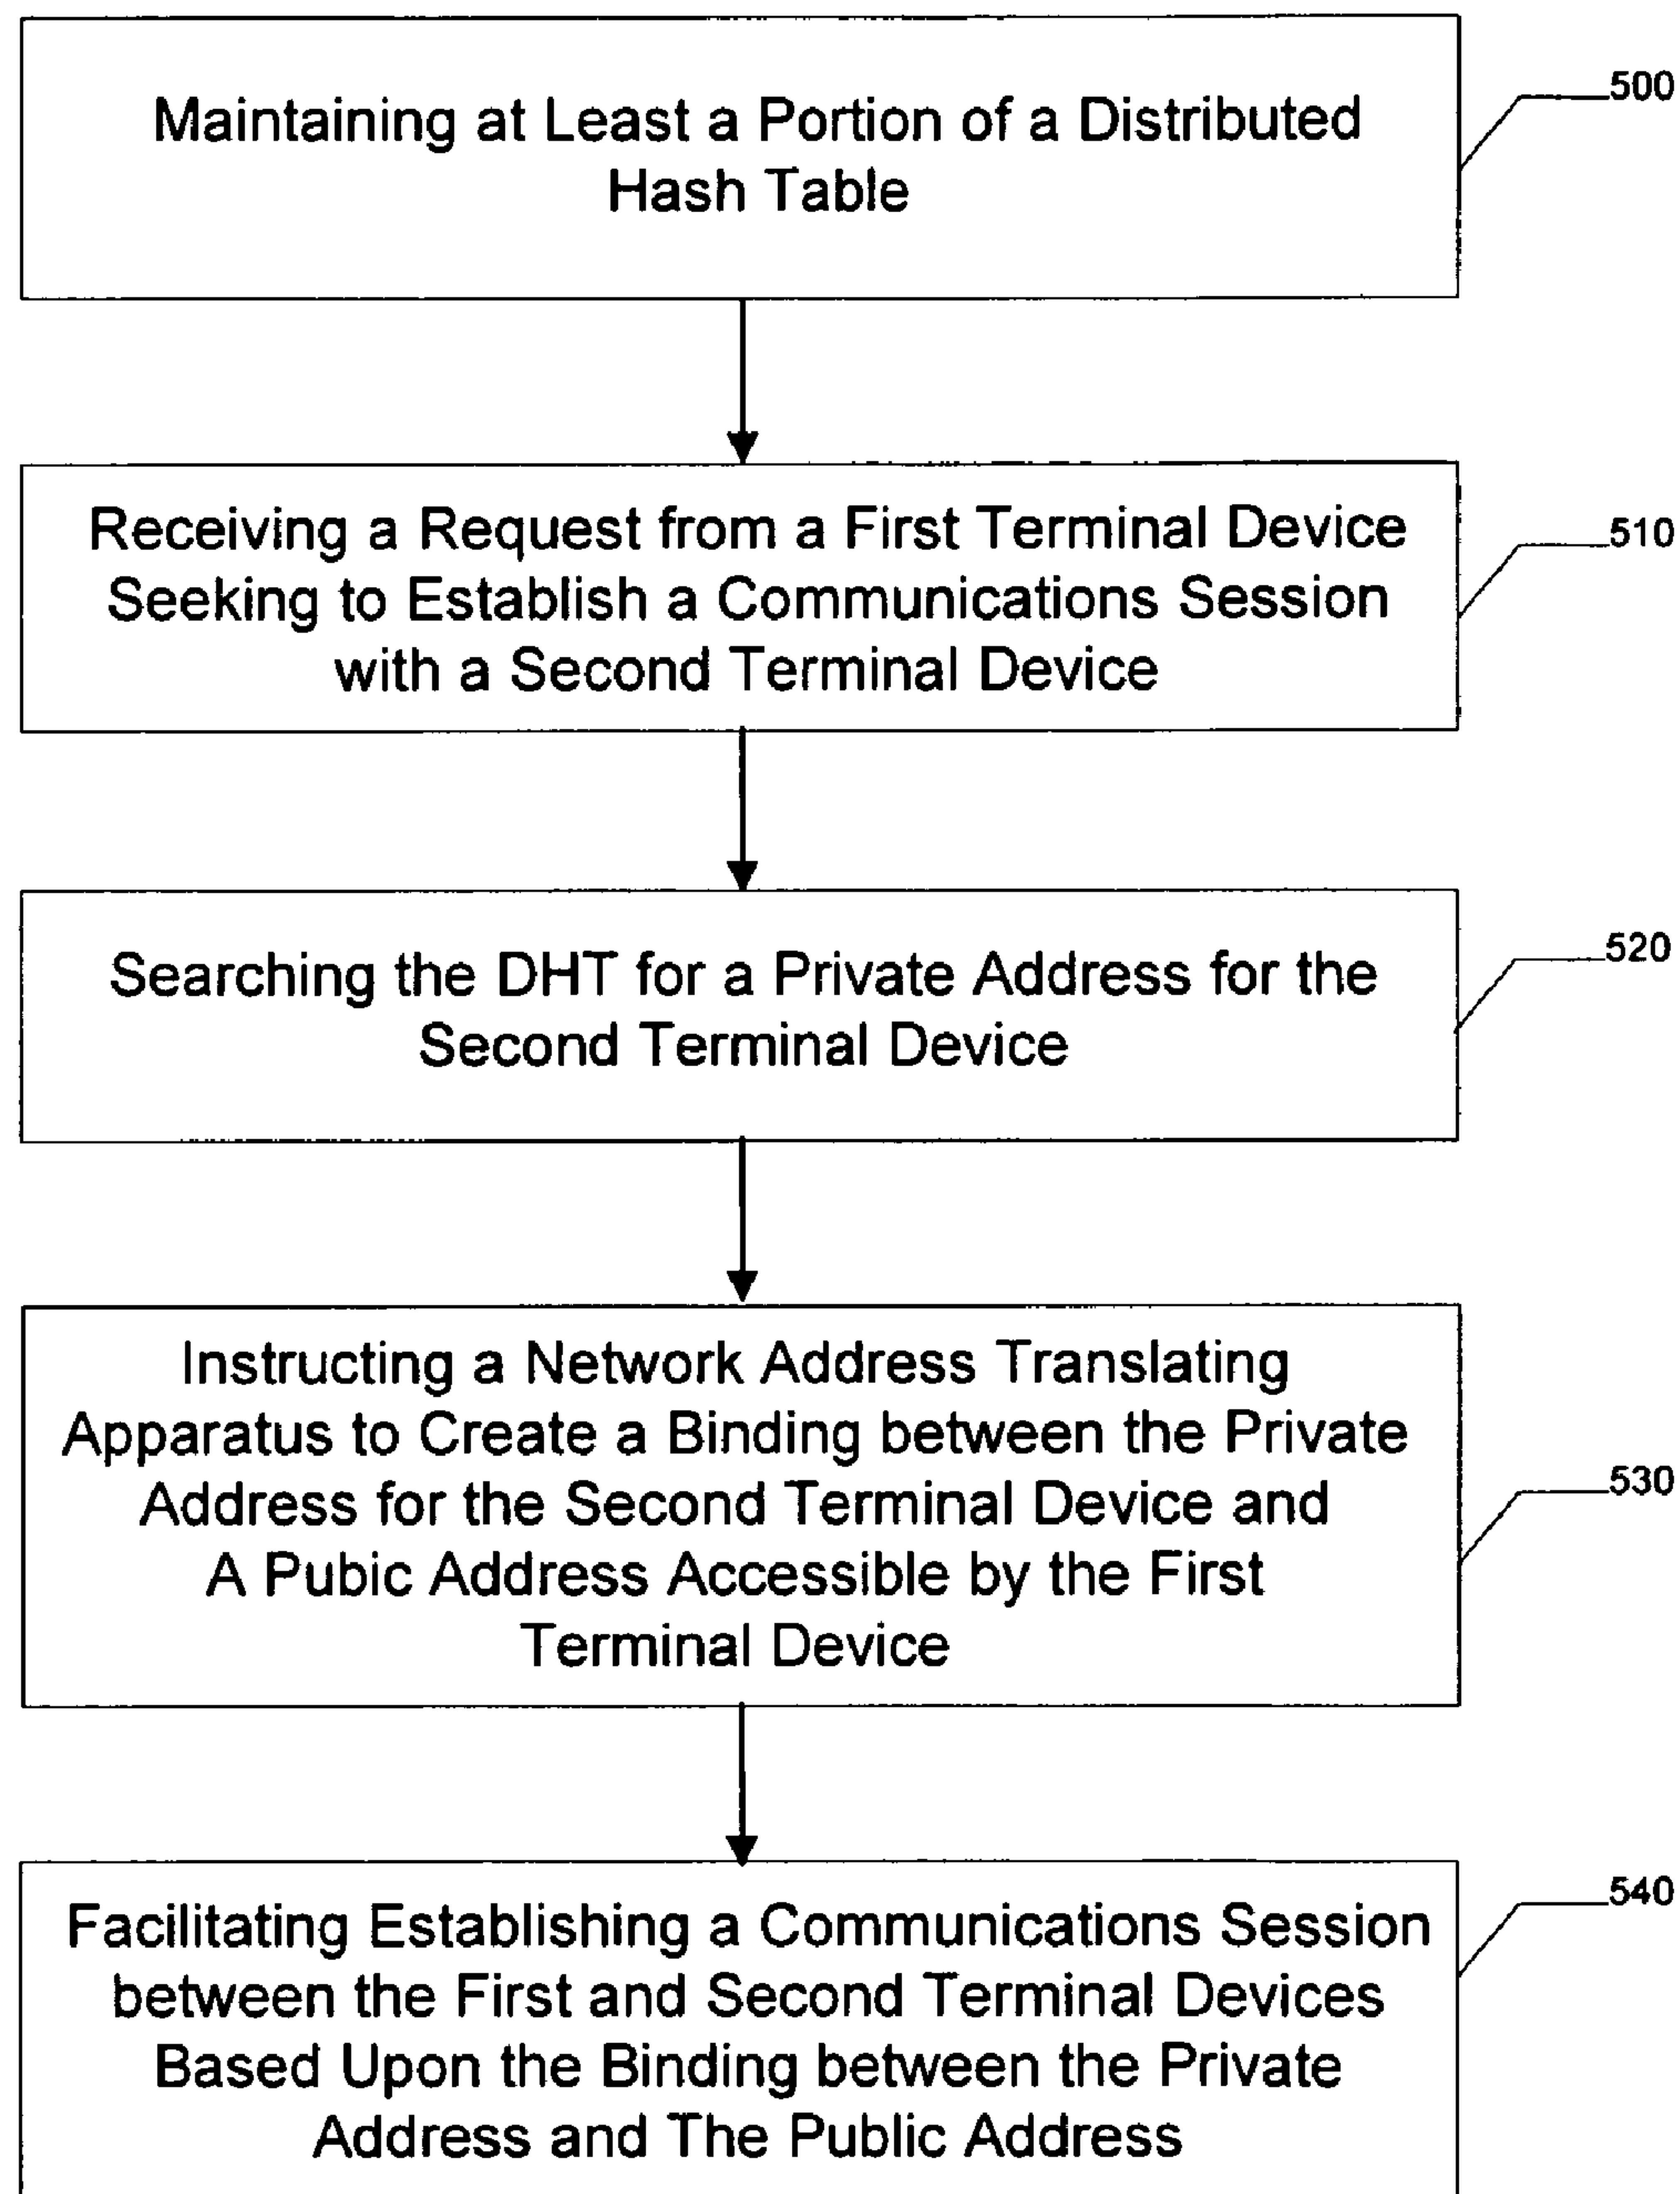 Maintaining at Least a Portion of a Distributed
Hash Table
500
Receiving a Request from a First Terminal Device
Seeking to Establish a Communications Session
with a Second Terminal Device
510
Searching the DHT for a Private Address for the
Second Terminal Device
520
Instructing a Network Address Translating
Apparatus to Create a Binding between the Private
Address for the Second Terminal Device and
A Pubic Address Accessible by the First
Terminal Device
530
Facilitating Establishing a Communications Session
between the First and Second Terminal Devices
Based Upon the Binding between the Private
Address and The Public Address
540